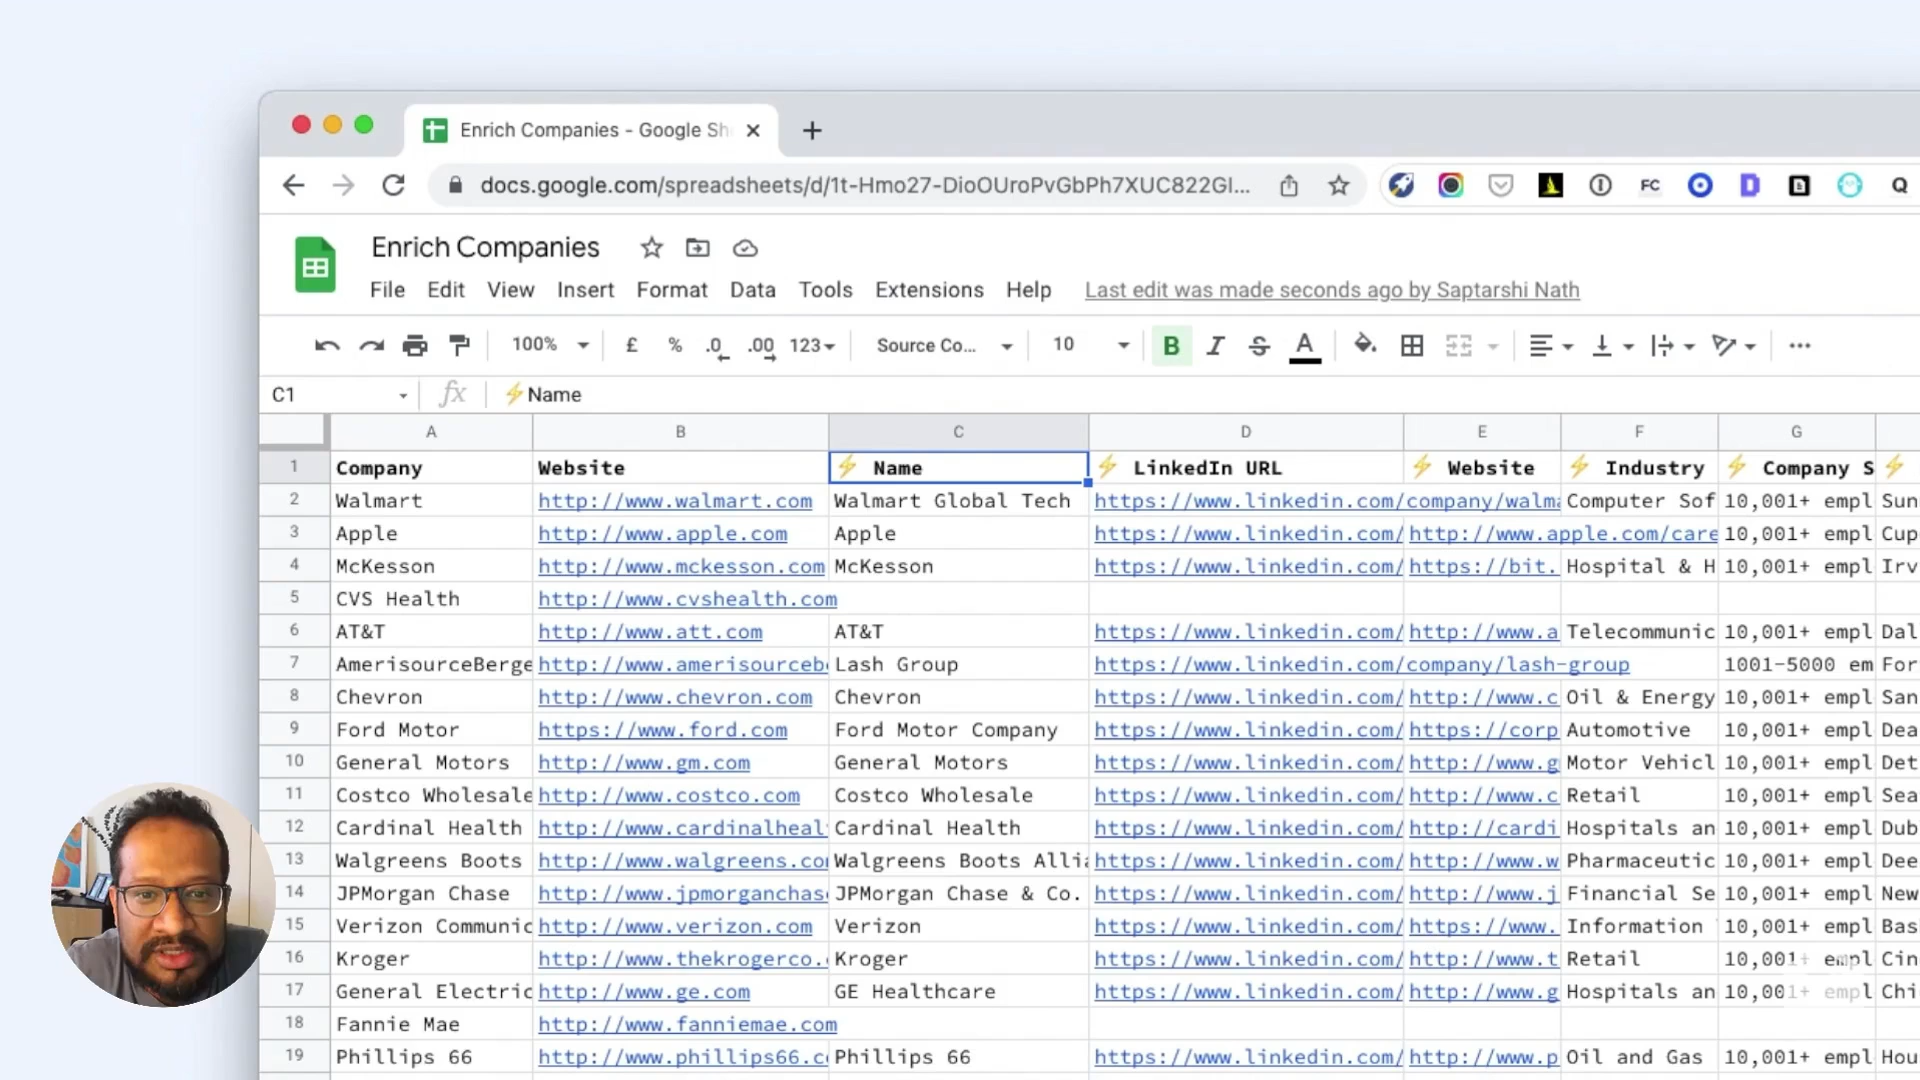 Enrich Companies - Google Sh
docs.google.com/spreadsheets/d/1t-Hmo27-DioOUroPvGbPh7XUC822GI...
FC
Enrich Companies
File Edit View Insert Format Data Tools Extensions Help Last edit was made seconds ago by Saptarshi Nath
100% £ % .0 .00 123 Source Co... 10 B I S A
C1 fx ⚡Name
A B C D E F G
1 Company Website ⚡ Name ⚡ LinkedIn URL ⚡ Website ⚡ Industry ⚡ Company S ⚡
2 Walmart http://www.walmart.com Walmart Global Tech https://www.linkedin.com/company/walma Computer Sof 10,001+ empl Sun
3 Apple http://www.apple.com Apple https://www.linkedin.com/ http://www.apple.com/care 10,001+ empl Cup
4 McKesson http://www.mckesson.com McKesson https://www.linkedin.com/ https://bit. Hospital & H 10,001+ empl Irv
5 CVS Health http://www.cvshealth.com
6 AT&T http://www.att.com AT&T https://www.linkedin.com/ http://www.a Telecommunic 10,001+ empl Dal
7 AmerisourceBerge http://www.amerisourceb Lash Group https://www.linkedin.com/company/lash-group 1001-5000 em For
8 Chevron http://www.chevron.com Chevron https://www.linkedin.com/ http://www.c Oil & Energy 10,001+ empl San
9 Ford Motor https://www.ford.com Ford Motor Company https://www.linkedin.com/ https://corp Automotive 10,001+ empl Dea
10 General Motors http://www.gm.com General Motors https://www.linkedin.com/ http://www.g Motor Vehicl 10,001+ empl Det
11 Costco Wholesale http://www.costco.com Costco Wholesale https://www.linkedin.com/ http://www.c Retail 10,001+ empl Sea
12 Cardinal Health http://www.cardinalheal Cardinal Health https://www.linkedin.com/ http://cardi Hospitals an 10,001+ empl Dub
13 Walgreens Boots http://www.walgreens.co Walgreens Boots Allia https://www.linkedin.com/ http://www.w Pharmaceutic 10,001+ empl Dee
14 JPMorgan Chase http://www.jpmorganchas JPMorgan Chase & Co. https://www.linkedin.com/ http://www.j Financial Se 10,001+ empl New
15 Verizon Communic http://www.verizon.com Verizon https://www.linkedin.com/ https://www. Information 10,001+ empl Bas
16 Kroger http://www.thekrogerco. Kroger https://www.linkedin.com/ http://www.t Retail 10,001+ empl Cin
17 General Electric http://www.ge.com GE Healthcare https://www.linkedin.com/ http://www.g Hospitals an 10,001+ empl Chi
18 Fannie Mae http://www.fanniemae.com
19 Phillips 66 http://www.phillips66.c Phillips 66 https://www.linkedin.com/ http://www.p Oil and Gas 10,001+ empl Hou